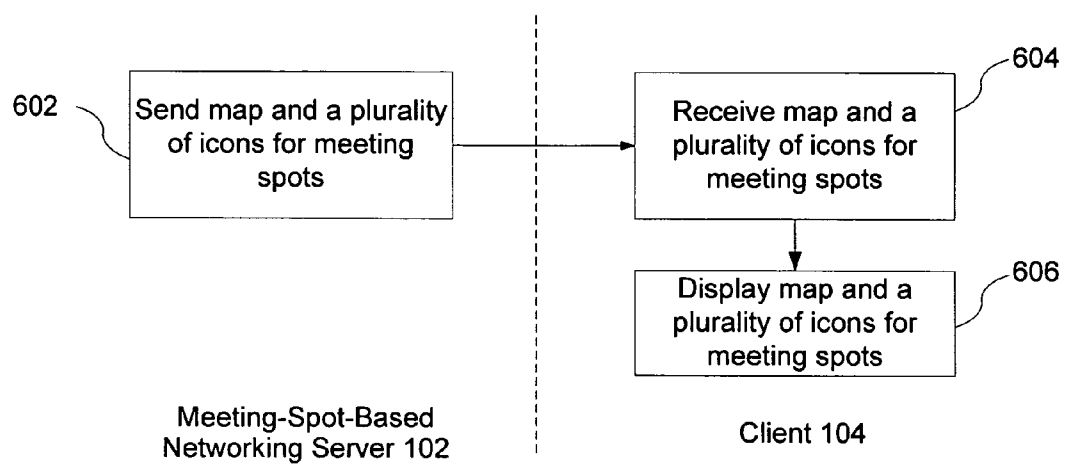 602
Send map and a plurality
of icons for meeting
spots
604
Receive map and a
plurality of icons for
meeting spots
606
Display map and a
plurality of icons for
meeting spots
Meeting-Spot-Based
Networking Server 102
Client 104